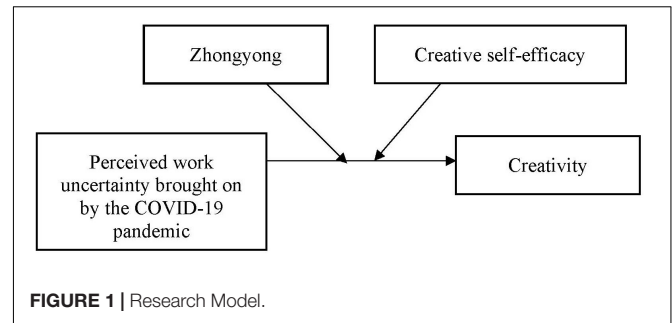 Zhongyong
Creative self-efficacy
Perceived work
uncertainty brought on
by the COVID-19
pandemic
Creativity
FIGURE 1 | Research Model.